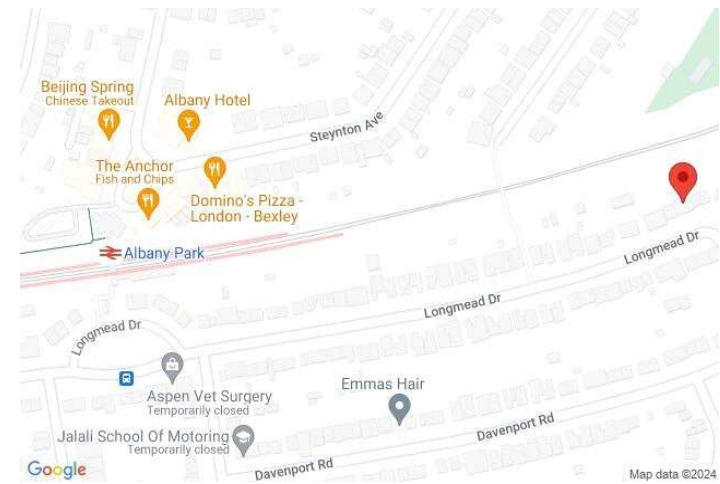 Beijing Spring
Chinese Takeout
Albany Hotel
Steynton Ave
The Anchor
Fish and Chips
Domino's Pizza -
London - Bexley
Albany Park
Longmead Dr
Longmead Dr
Longmead Dr
Aspen Vet Surgery
Temporarily closed
Emmas Hair
Jalali School Of Motoring
Temporarily closed
Davenport Rd
Davenport Rd
Google
Map data ©2024